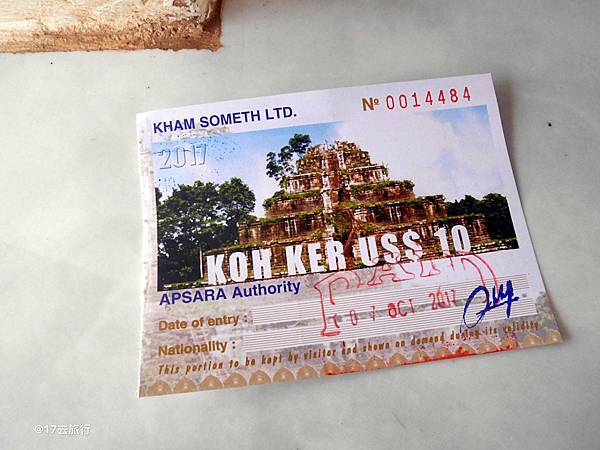 KHAM SOMETH LTD.
Nº 0014484
2017
KOH KER US$ 10
APSARA Authority
PAID
07 OCT 2017
Date of entry :
Nationality :
This portion to be kept by visitor and shown on demand during its validity
@17去旅行